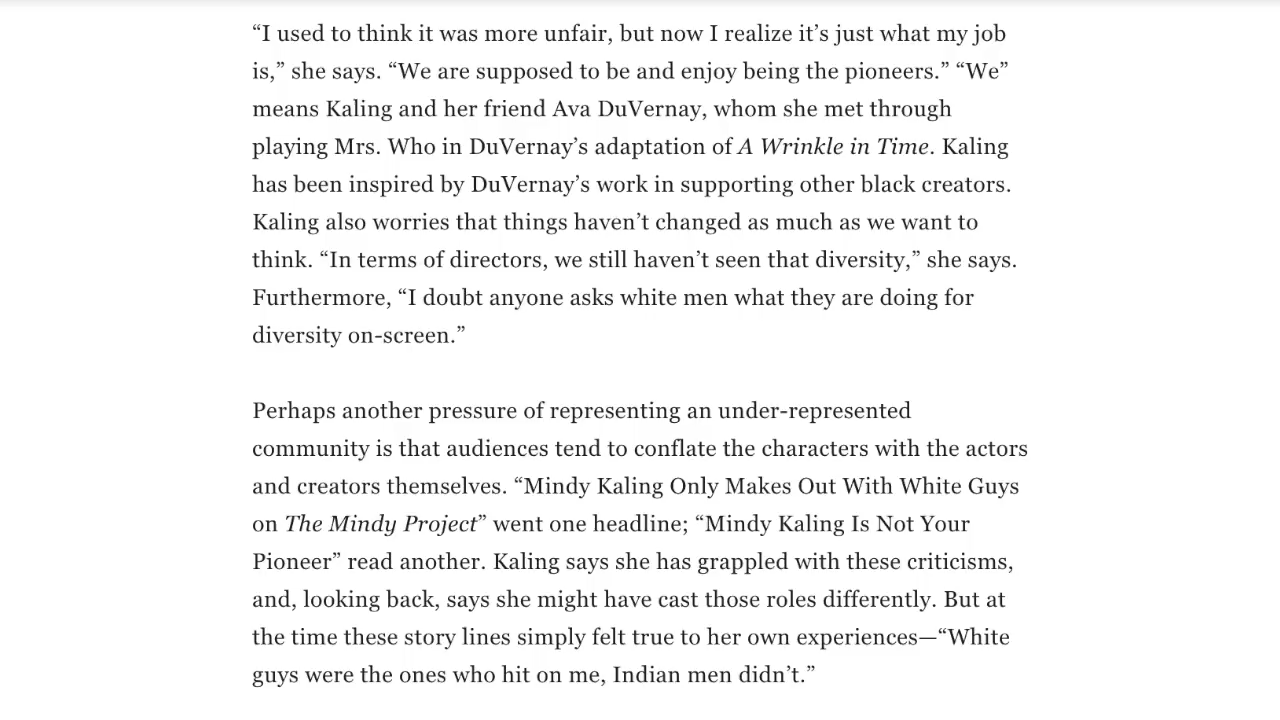 “I used to think it was more unfair, but now I realize it’s just what my job
is,” she says. “We are supposed to be and enjoy being the pioneers.” “We”
means Kaling and her friend Ava DuVernay, whom she met through
playing Mrs. Who in DuVernay’s adaptation of A Wrinkle in Time. Kaling
has been inspired by DuVernay’s work in supporting other black creators.
Kaling also worries that things haven’t changed as much as we want to
think. “In terms of directors, we still haven’t seen that diversity,” she says.
Furthermore, “I doubt anyone asks white men what they are doing for
diversity on-screen.”
Perhaps another pressure of representing an under-represented
community is that audiences tend to conflate the characters with the actors
and creators themselves. “Mindy Kaling Only Makes Out With White Guys
on The Mindy Project” went one headline; “Mindy Kaling Is Not Your
Pioneer” read another. Kaling says she has grappled with these criticisms,
and, looking back, says she might have cast those roles differently. But at
the time these story lines simply felt true to her own experiences—“White
guys were the ones who hit on me, Indian men didn’t.”